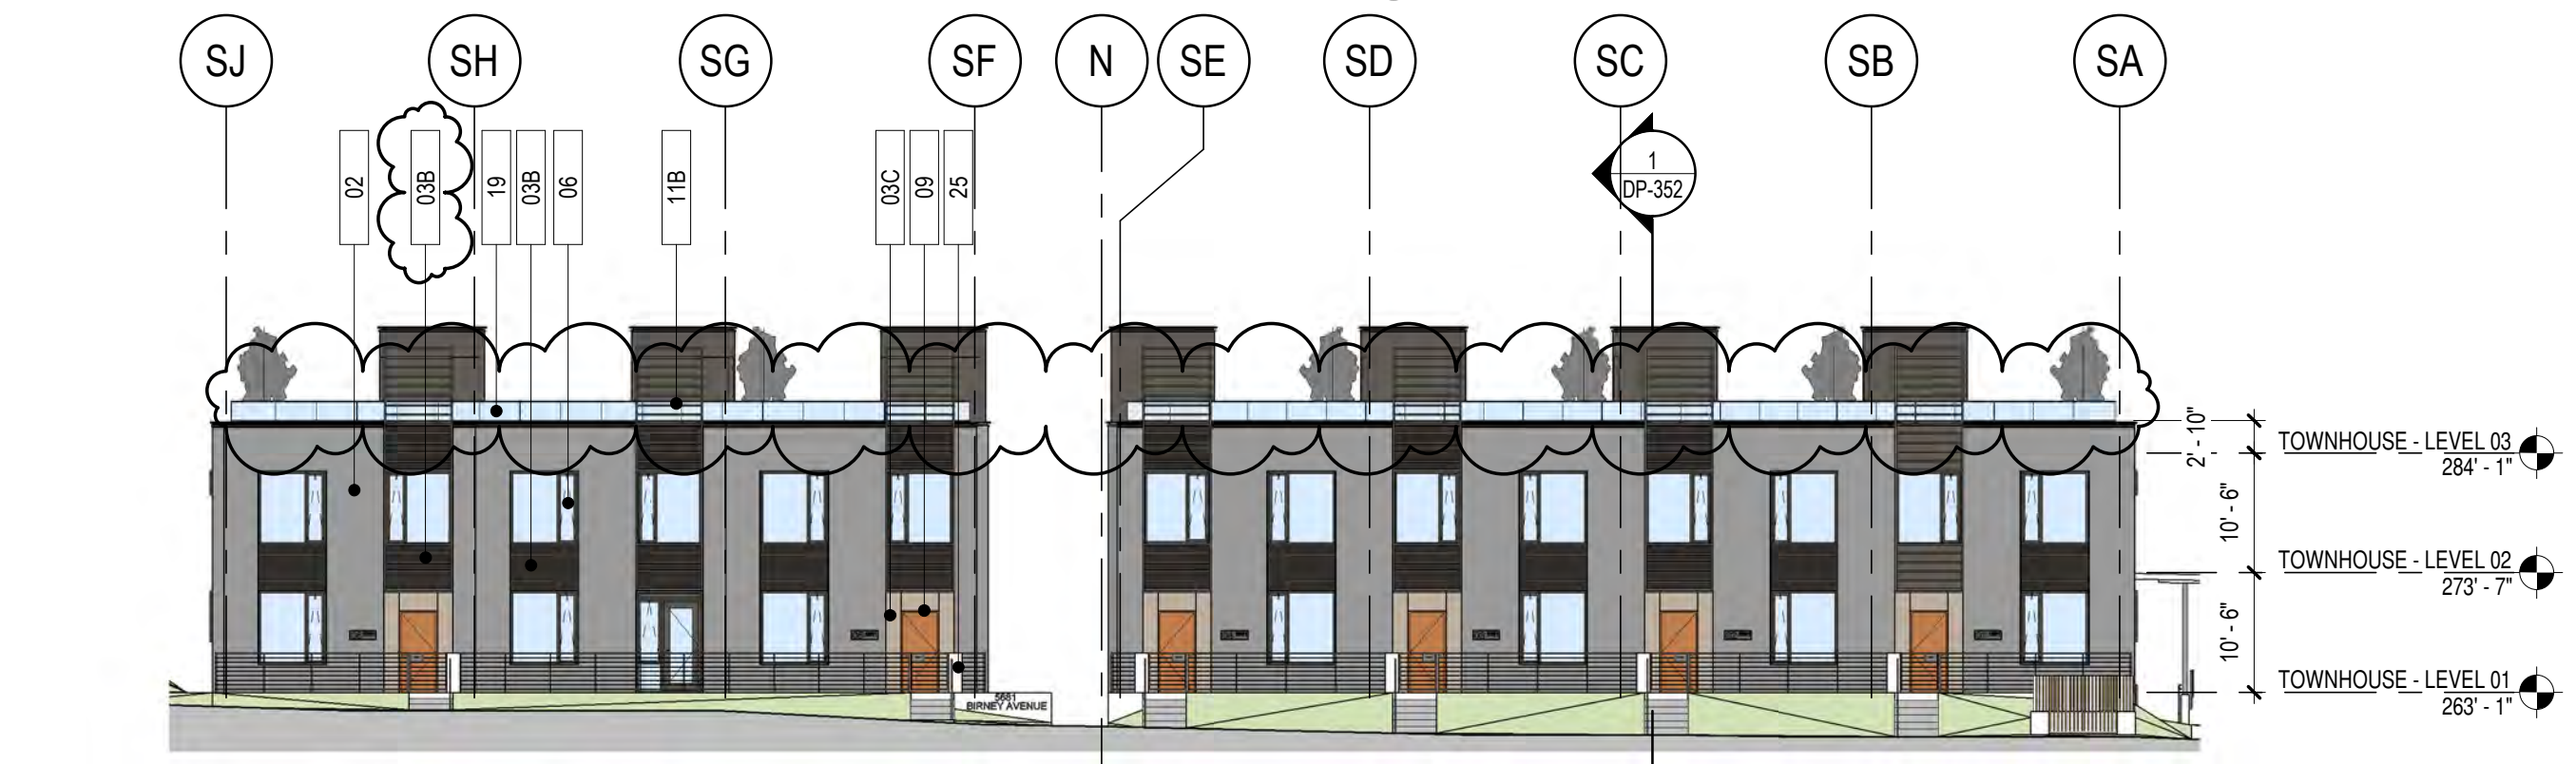 SJ SH SG SF N SE SD SC SB SA
02 03B 19 03B 06 11B 03C 09 25
1
DP-352
2' - 10"
TOWNHOUSE - LEVEL 03
284' - 1"
10' - 6"
TOWNHOUSE - LEVEL 02
273' - 7"
10' - 6"
TOWNHOUSE - LEVEL 01
263' - 1"
5661
BIRNEY AVENUE